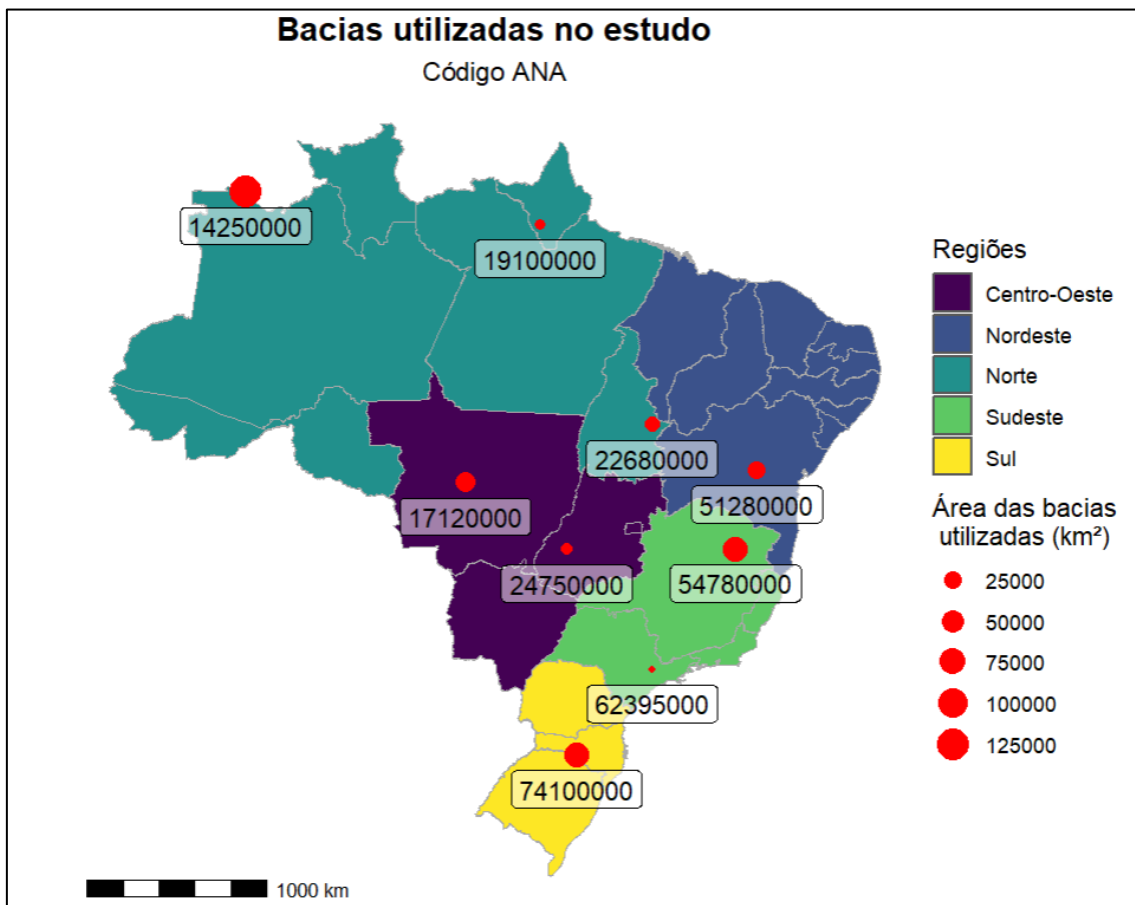 Bacias utilizadas no estudo
Código ANA
14250000
19100000
22680000
17120000
51280000
24750000
54780000
62395000
74100000
Regiões
Centro-Oeste
Nordeste
Norte
Sudeste
Sul
Área das bacias
utilizadas (km²)
25000
50000
75000
100000
125000
1000 km